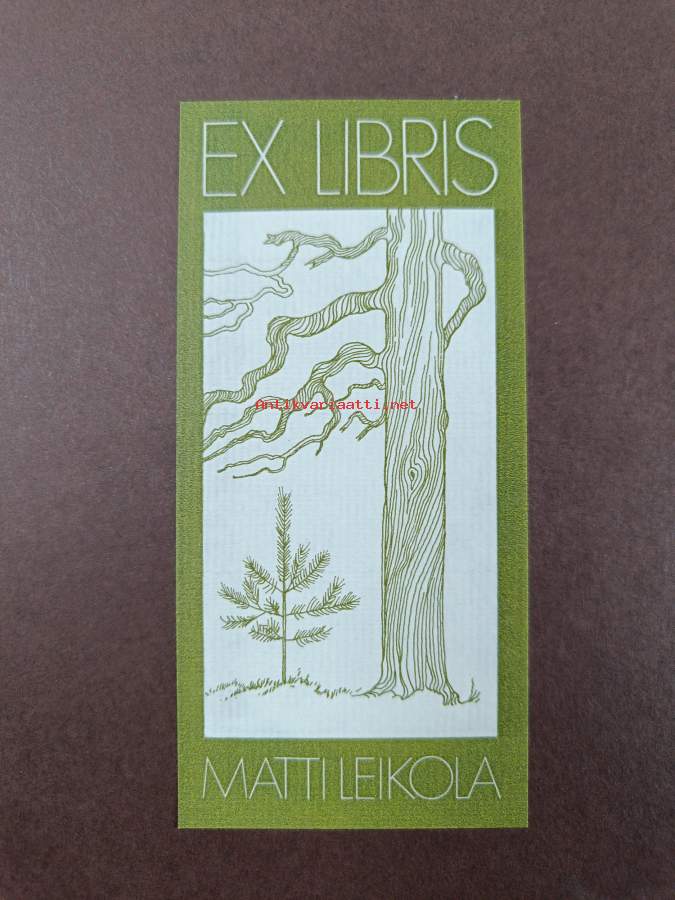 EX LIBRIS
Antikvariaatti.net
MATTI LEIKOLA